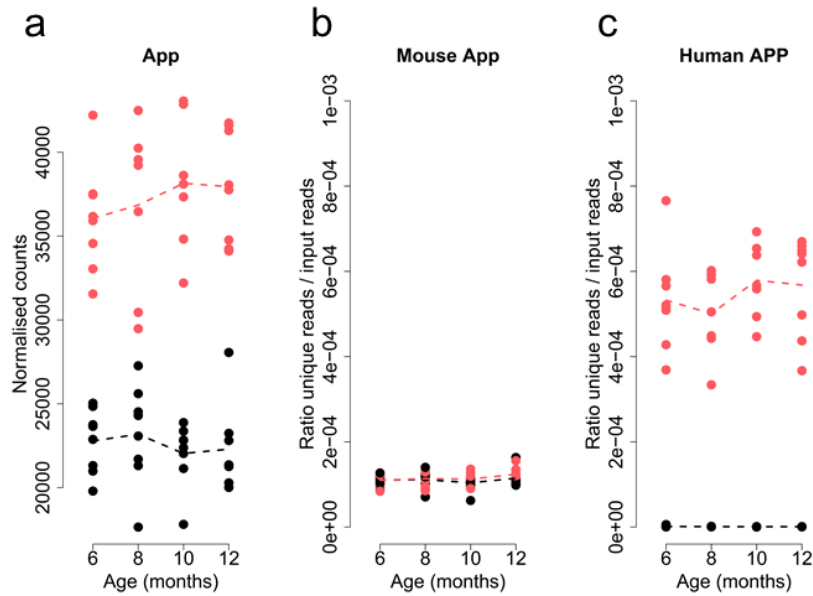 a
App
Normalised counts
40000
35000
30000
25000
20000
6 8 10 12
Age (months)
b
Mouse App
Ratio unique reads / input reads
1e−03
8e−04
6e−04
4e−04
2e−04
0e+00
6 8 10 12
Age (months)
c
Human APP
Ratio unique reads / input reads
1e−03
8e−04
6e−04
4e−04
2e−04
0e+00
6 8 10 12
Age (months)